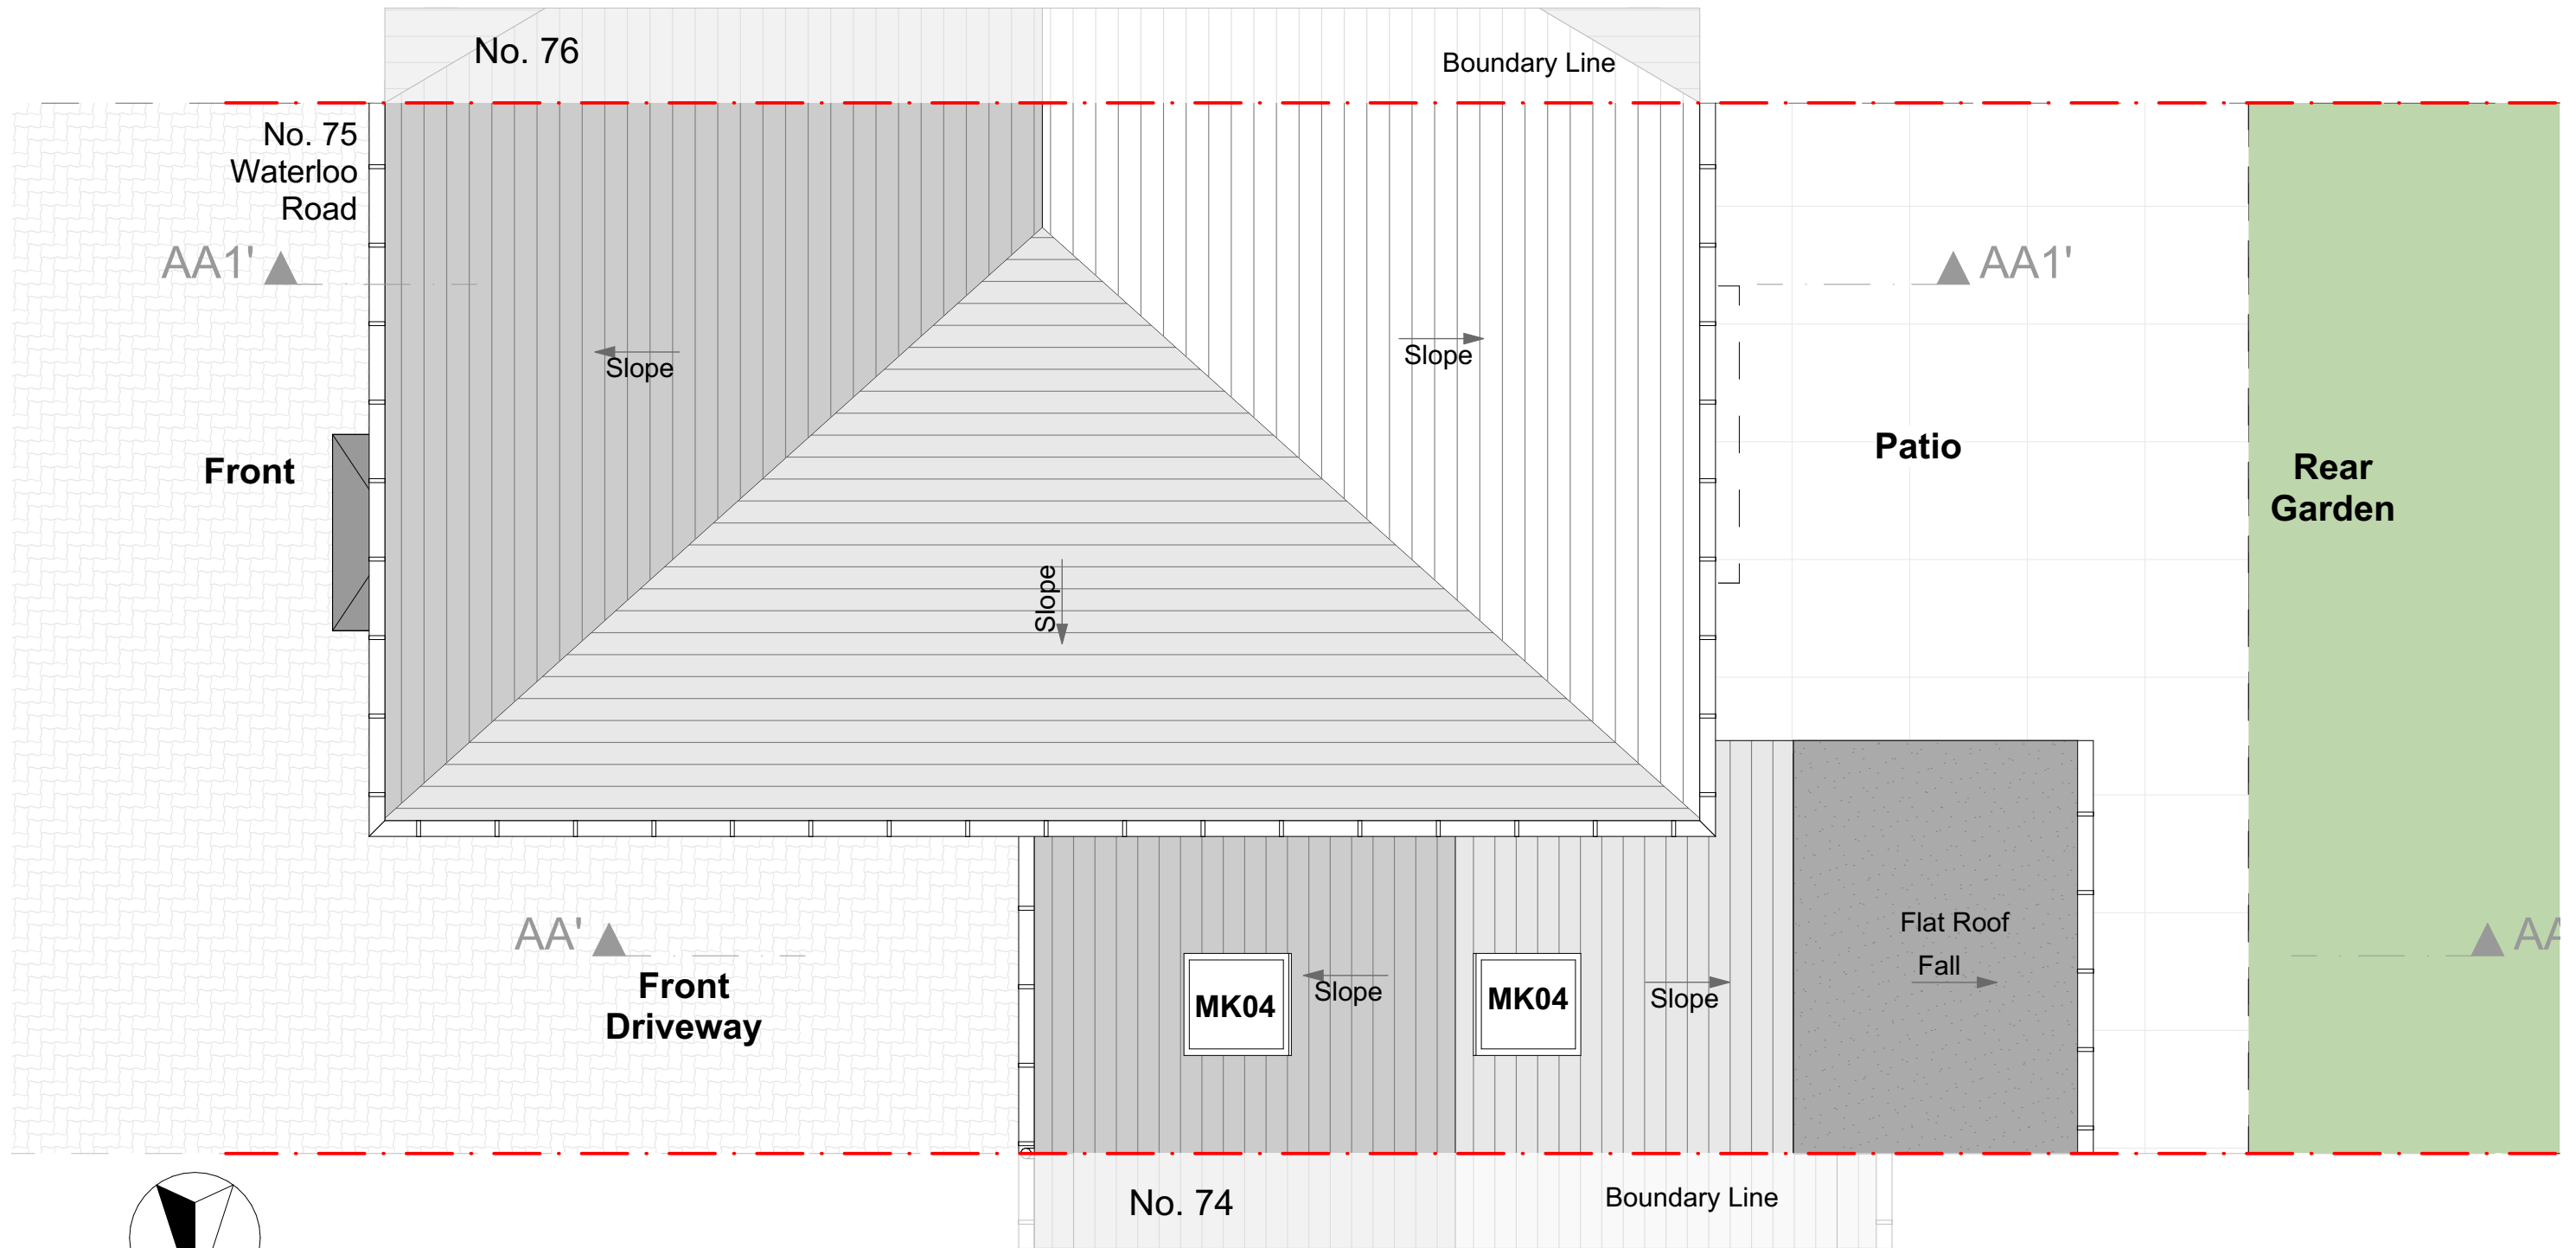 No. 76
Boundary Line
No. 75
Waterloo
Road
AA1'
AA1'
Slope
Slope
Front
Patio
Rear
Garden
Slope
AA'
Front
Driveway
MK04
Slope
MK04
Slope
Flat Roof
Fall
AA
No. 74
Boundary Line